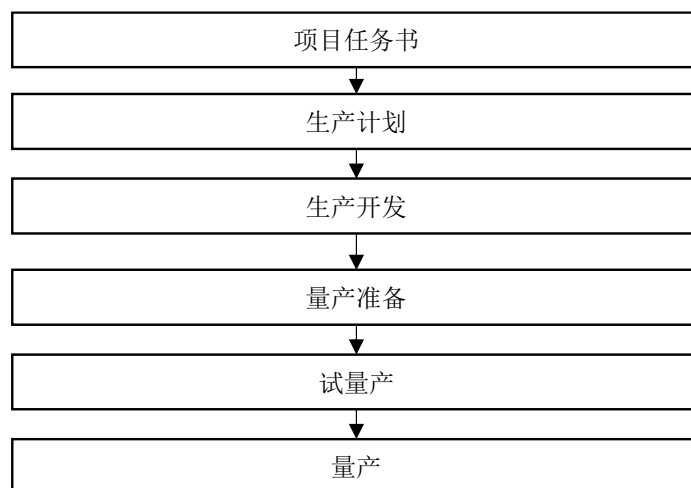 项目任务书
生产计划
生产开发
量产准备
试量产
量产